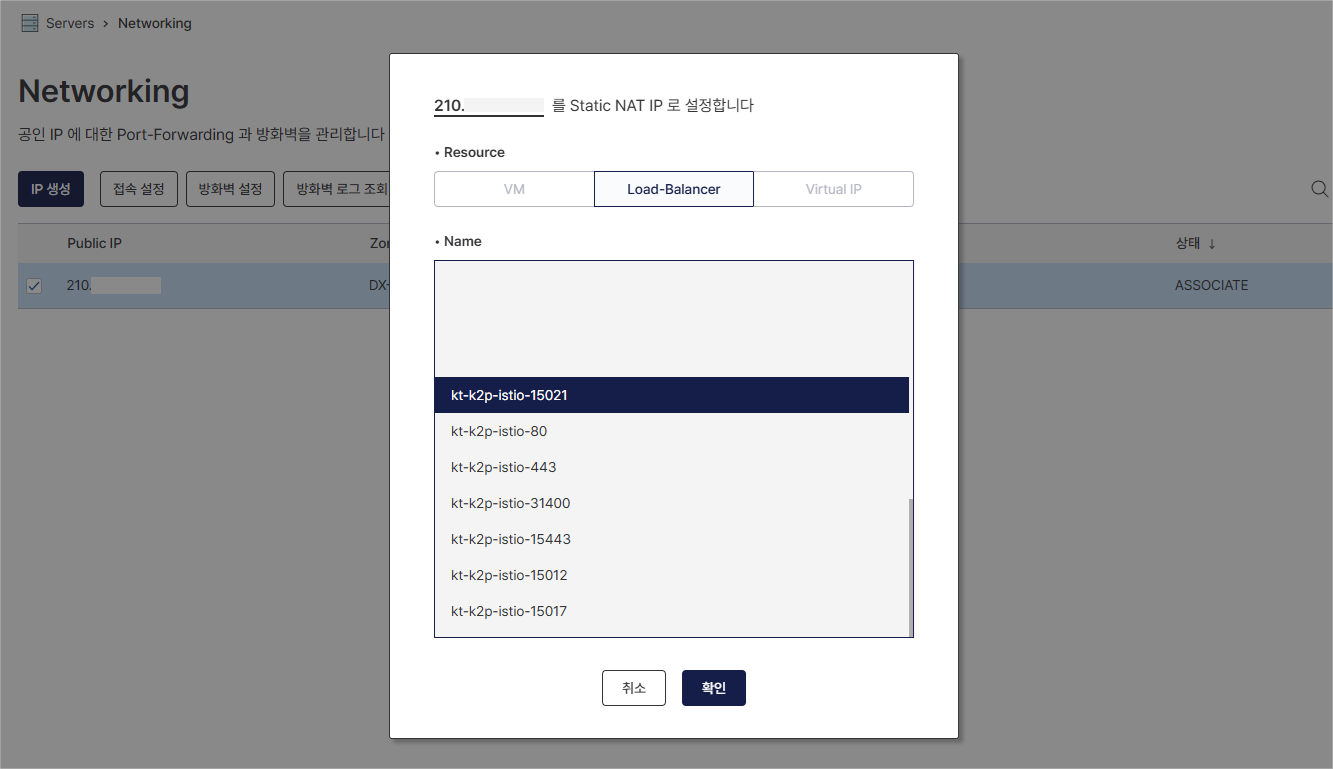 Servers > Networking
Networking
공인 IP 에 대한 Port-Forwarding 과 방화벽을 관리합니다
IP 생성 접속 설정 방화벽 설정 방화벽 로그 조회
Public IP Zon 상태 ↓
210. DX- ASSOCIATE
210. 를 Static NAT IP 로 설정합니다
• Resource
VM Load-Balancer Virtual IP
• Name
kt-k2p-istio-15021
kt-k2p-istio-80
kt-k2p-istio-443
kt-k2p-istio-31400
kt-k2p-istio-15443
kt-k2p-istio-15012
kt-k2p-istio-15017
취소 확인